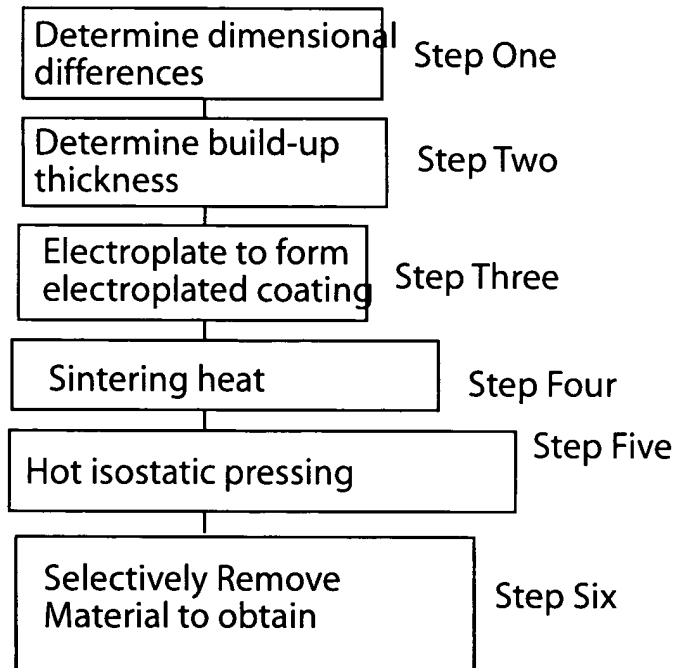 Determine dimensional
differences
Step One
Determine build-up
thickness
Step Two
Electroplate to form
electroplated coating
Step Three
Sintering heat
Step Four
Hot isostatic pressing
Step Five
Selectively Remove
Material to obtain
Step Six